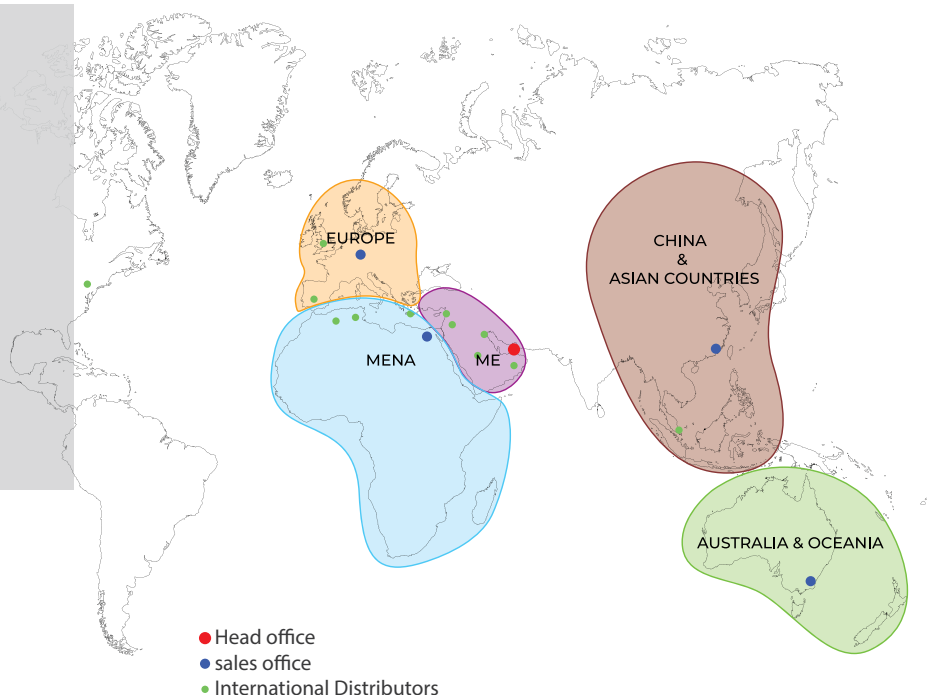 EUROPE
CHINA
&
ASIAN COUNTRIES
MENA
ME
AUSTRALIA & OCEANIA
Head office
sales office
International Distributors